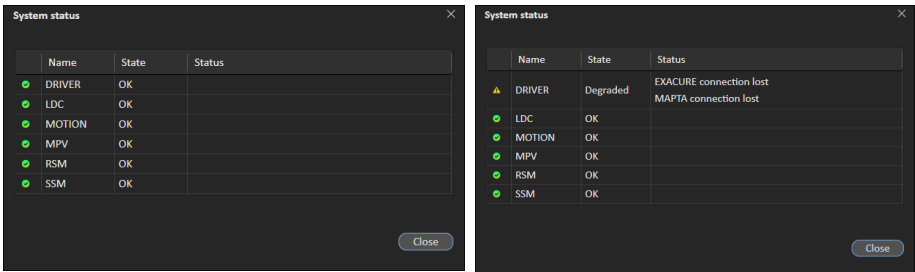 System status
Name State Status
DRIVER OK
LDC OK
MOTION OK
MPV OK
RSM OK
SSM OK
Close
System status
Name State Status
DRIVER Degraded EXACURE connection lost
MAPTA connection lost
LDC OK
MOTION OK
MPV OK
RSM OK
SSM OK
Close